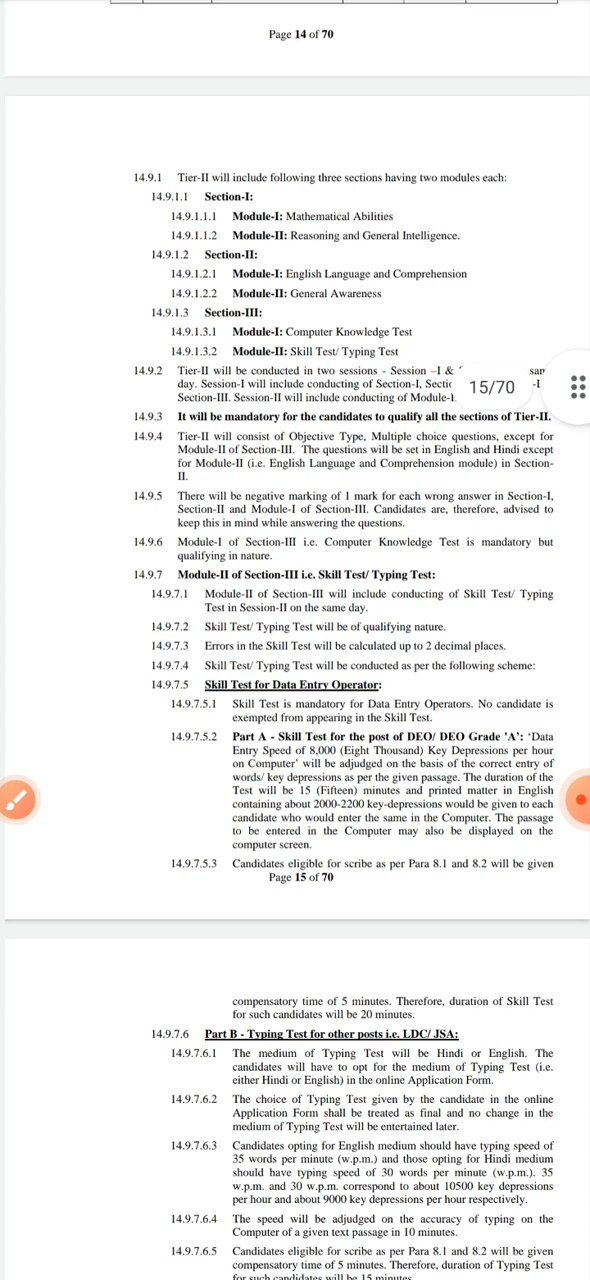 Page 14 of 70
14.9.1 Tier-II will include following three sections having two modules each:
14.9.1.1 Section-I:
14.9.1.1.1 Module-I: Mathematical Abilities
14.9.1.1.2 Module-II: Reasoning and General Intelligence.
14.9.1.2 Section-II:
14.9.1.2.1 Module-I: English Language and Comprehension
14.9.1.2.2 Module-II: General Awareness
14.9.1.3 Section-III:
14.9.1.3.1 Module-I: Computer Knowledge Test
14.9.1.3.2 Module-II: Skill Test/ Typing Test
14.9.2 Tier-II will be conducted in two sessions - Session –I &
day. Session-I will include conducting of Section-I,
15/70
Section-III. Session-II will include conducting of
14.9.3 It will be mandatory for the candidates to qualify all the sections of Tier-II.
14.9.4 Tier-II will consist of Objective Type, Multiple choice questions, except for
Module-II of Section-III. The questions will be set in English and Hindi except
for Module-II (i.e. English Language and Comprehension module) in Section-
II.
14.9.5 There will be negative marking of 1 mark for each wrong answer in Section-I,
Section-II and Module-I of Section-III. Candidates are, therefore, advised to
keep this in mind while answering the questions.
14.9.6 Module-I of Section-III i.e. Computer Knowledge Test is mandatory but
qualifying in nature.
14.9.7 Module-II of Section-III i.e. Skill Test/ Typing Test:
14.9.7.1 Module-II of Section-III will include conducting of Skill Test/ Typing
Test in Session-II on the same day.
14.9.7.2 Skill Test/ Typing Test will be of qualifying nature.
14.9.7.3 Errors in the Skill Test will be calculated up to 2 decimal places.
14.9.7.4 Skill Test/ Typing Test will be conducted as per the following scheme:
14.9.7.5 Skill Test for Data Entry Operator:
14.9.7.5.1 Skill Test is mandatory for Data Entry Operators. No candidate is
exempted from appearing in the Skill Test.
14.9.7.5.2 Part A - Skill Test for the post of DEO/ DEO Grade 'A': ‘Data
Entry Speed of 8,000 (Eight Thousand) Key Depressions per hour
on Computer’ will be adjudged on the basis of the correct entry of
words/ key depressions as per the given passage. The duration of the
Test will be 15 (Fifteen) minutes and printed matter in English
containing about 2000-2200 key-depressions would be given to each
candidate who would enter the same in the Computer. The passage
to be entered in the Computer may also be displayed on the
computer screen.
14.9.7.5.3 Candidates eligible for scribe as per Para 8.1 and 8.2 will be given
Page 15 of 70
compensatory time of 5 minutes. Therefore, duration of Skill Test
for such candidates will be 20 minutes.
14.9.7.6 Part B - Typing Test for other posts i.e. LDC/ JSA:
14.9.7.6.1 The medium of Typing Test will be Hindi or English. The
candidates will have to opt for the medium of Typing Test (i.e.
either Hindi or English) in the online Application Form.
14.9.7.6.2 The choice of Typing Test given by the candidate in the online
Application Form shall be treated as final and no change in the
medium of Typing Test will be entertained later.
14.9.7.6.3 Candidates opting for English medium should have typing speed of
35 words per minute (w.p.m.) and those opting for Hindi medium
should have typing speed of 30 words per minute (w.p.m.). 35
w.p.m. and 30 w.p.m. correspond to about 10500 key depressions
per hour and about 9000 key depressions per hour respectively.
14.9.7.6.4 The speed will be adjudged on the accuracy of typing on the
Computer of a given text passage in 10 minutes.
14.9.7.6.5 Candidates eligible for scribe as per Para 8.1 and 8.2 will be given
compensatory time of 5 minutes. Therefore, duration of Typing Test
for such candidates will be 15 minutes